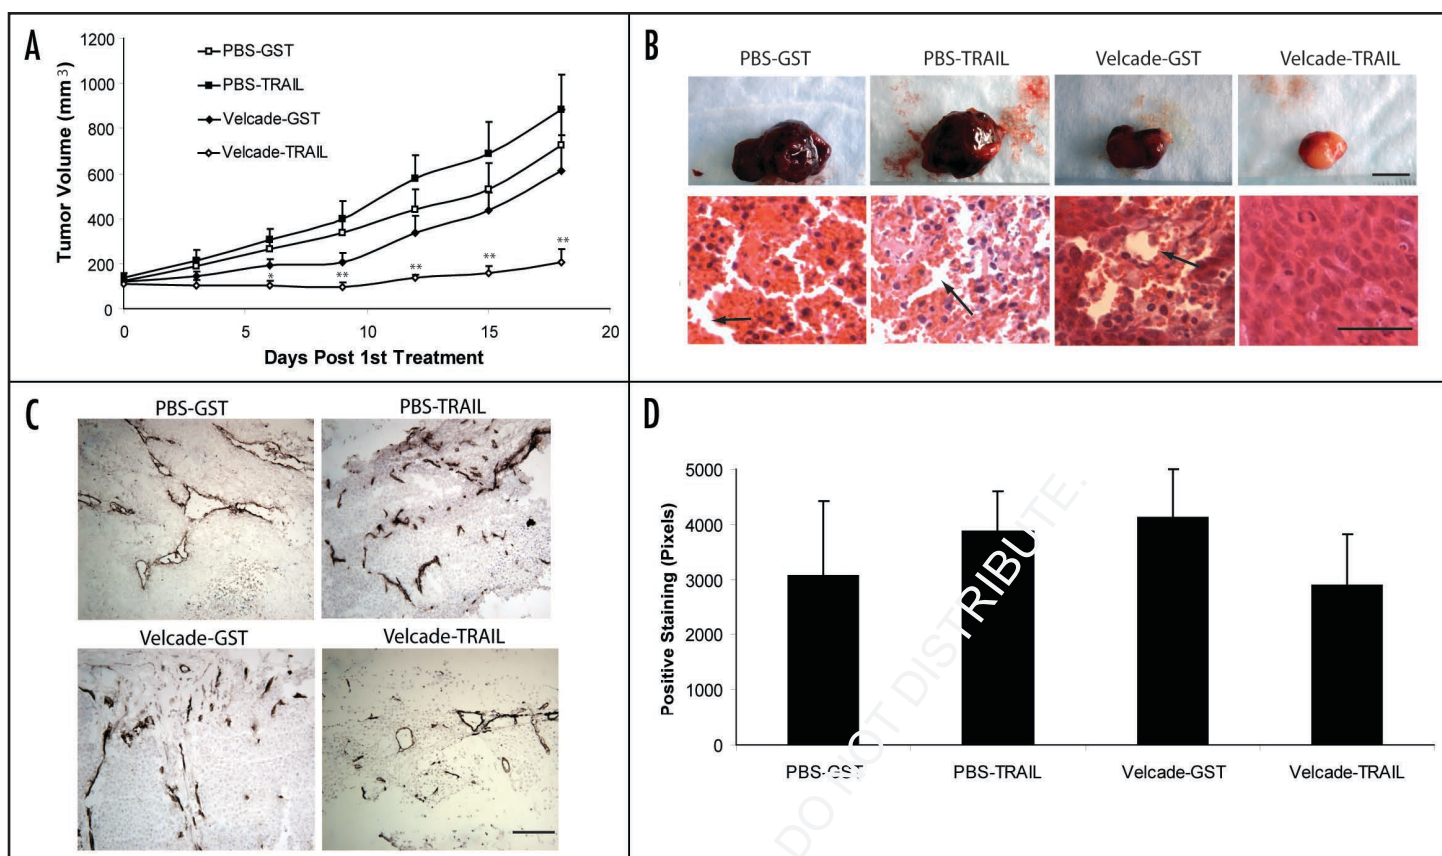 A
Tumor Volume (mm3)
1200
1000
800
600
400
200
0
0 5 10 15 20
Days Post 1st Treatment
PBS-GST
PBS-TRAIL
Velcade-GST
Velcade-TRAIL
*
**
**
**
**
B
PBS-GST PBS-TRAIL Velcade-GST Velcade-TRAIL
C
PBS-GST PBS-TRAIL
Velcade-GST Velcade-TRAIL
D
Positive Staining (Pixels)
5000
4000
3000
2000
1000
0
PBS-GST PBS-TRAIL Velcade-GST Velcade-TRAIL
DO NOT DISTRIBUTE.